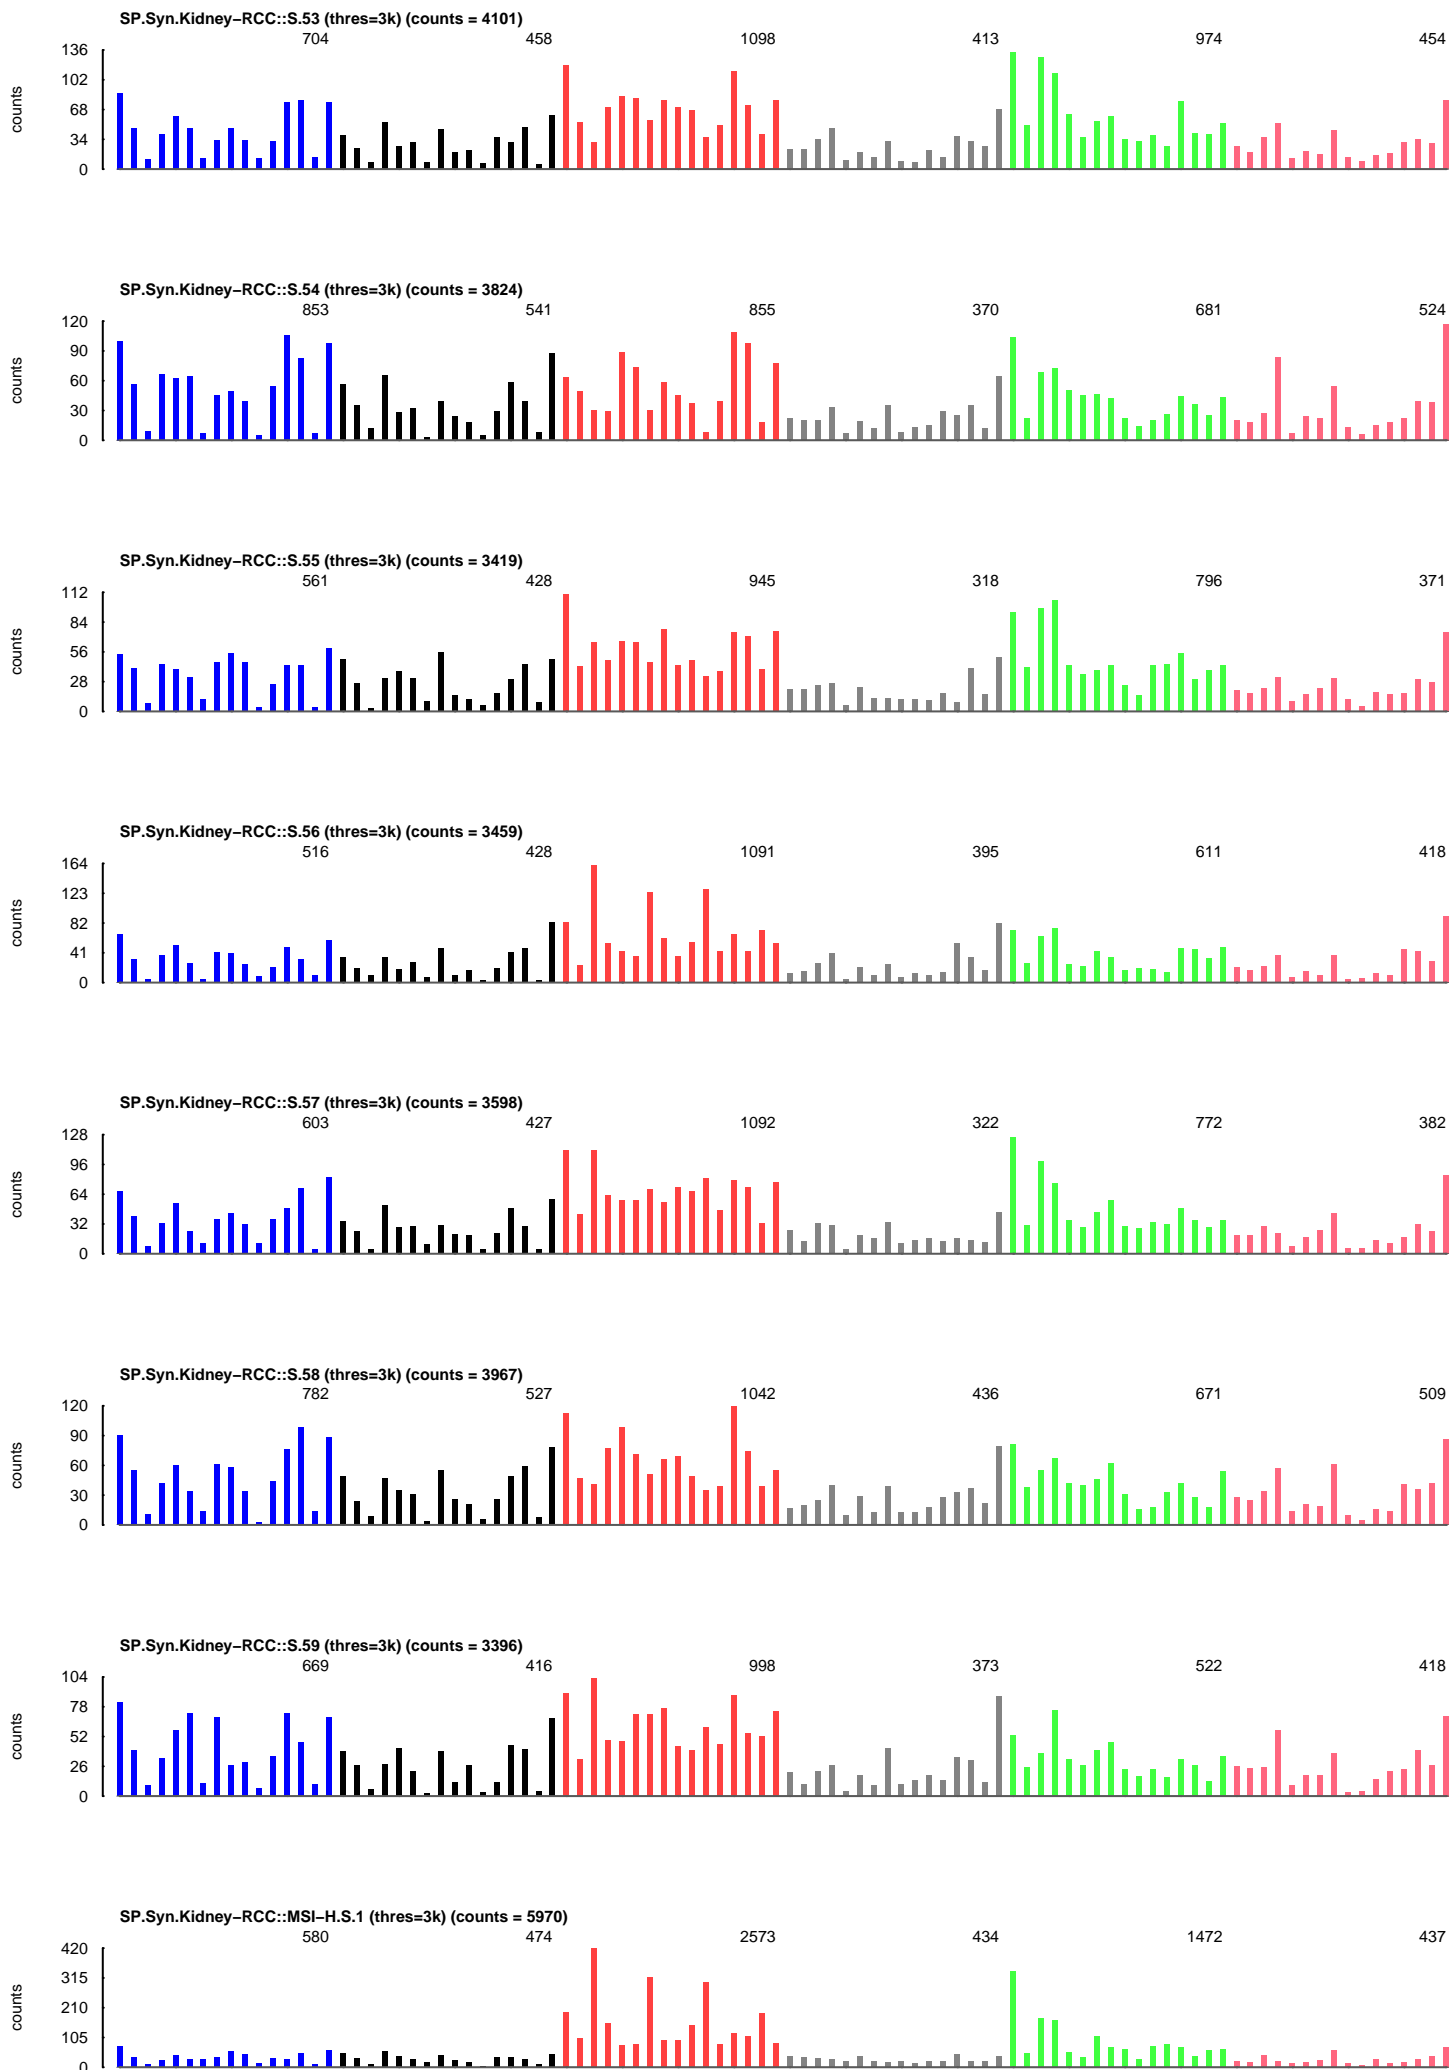 SP.Syn.Kidney−RCC::S.53 (thres=3k) (counts = 4101)
704 458 1098 413 974 454
136
102
68
34
0
counts
SP.Syn.Kidney−RCC::S.54 (thres=3k) (counts = 3824)
853 541 855 370 681 524
120
90
60
30
0
counts
SP.Syn.Kidney−RCC::S.55 (thres=3k) (counts = 3419)
561 428 945 318 796 371
112
84
56
28
0
counts
SP.Syn.Kidney−RCC::S.56 (thres=3k) (counts = 3459)
516 428 1091 395 611 418
164
123
82
41
0
counts
SP.Syn.Kidney−RCC::S.57 (thres=3k) (counts = 3598)
603 427 1092 322 772 382
128
96
64
32
0
counts
SP.Syn.Kidney−RCC::S.58 (thres=3k) (counts = 3967)
782 527 1042 436 671 509
120
90
60
30
0
counts
SP.Syn.Kidney−RCC::S.59 (thres=3k) (counts = 3396)
669 416 998 373 522 418
104
78
52
26
0
counts
SP.Syn.Kidney−RCC::MSI−H.S.1 (thres=3k) (counts = 5970)
580 474 2573 434 1472 437
420
315
210
105
0
counts